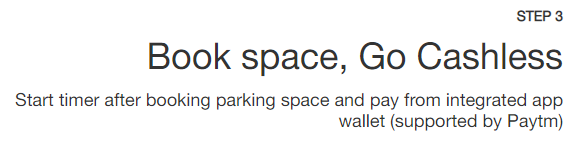 STEP 3
Book space, Go Cashless
Start timer after booking parking space and pay from integrated app
wallet (supported by Paytm)